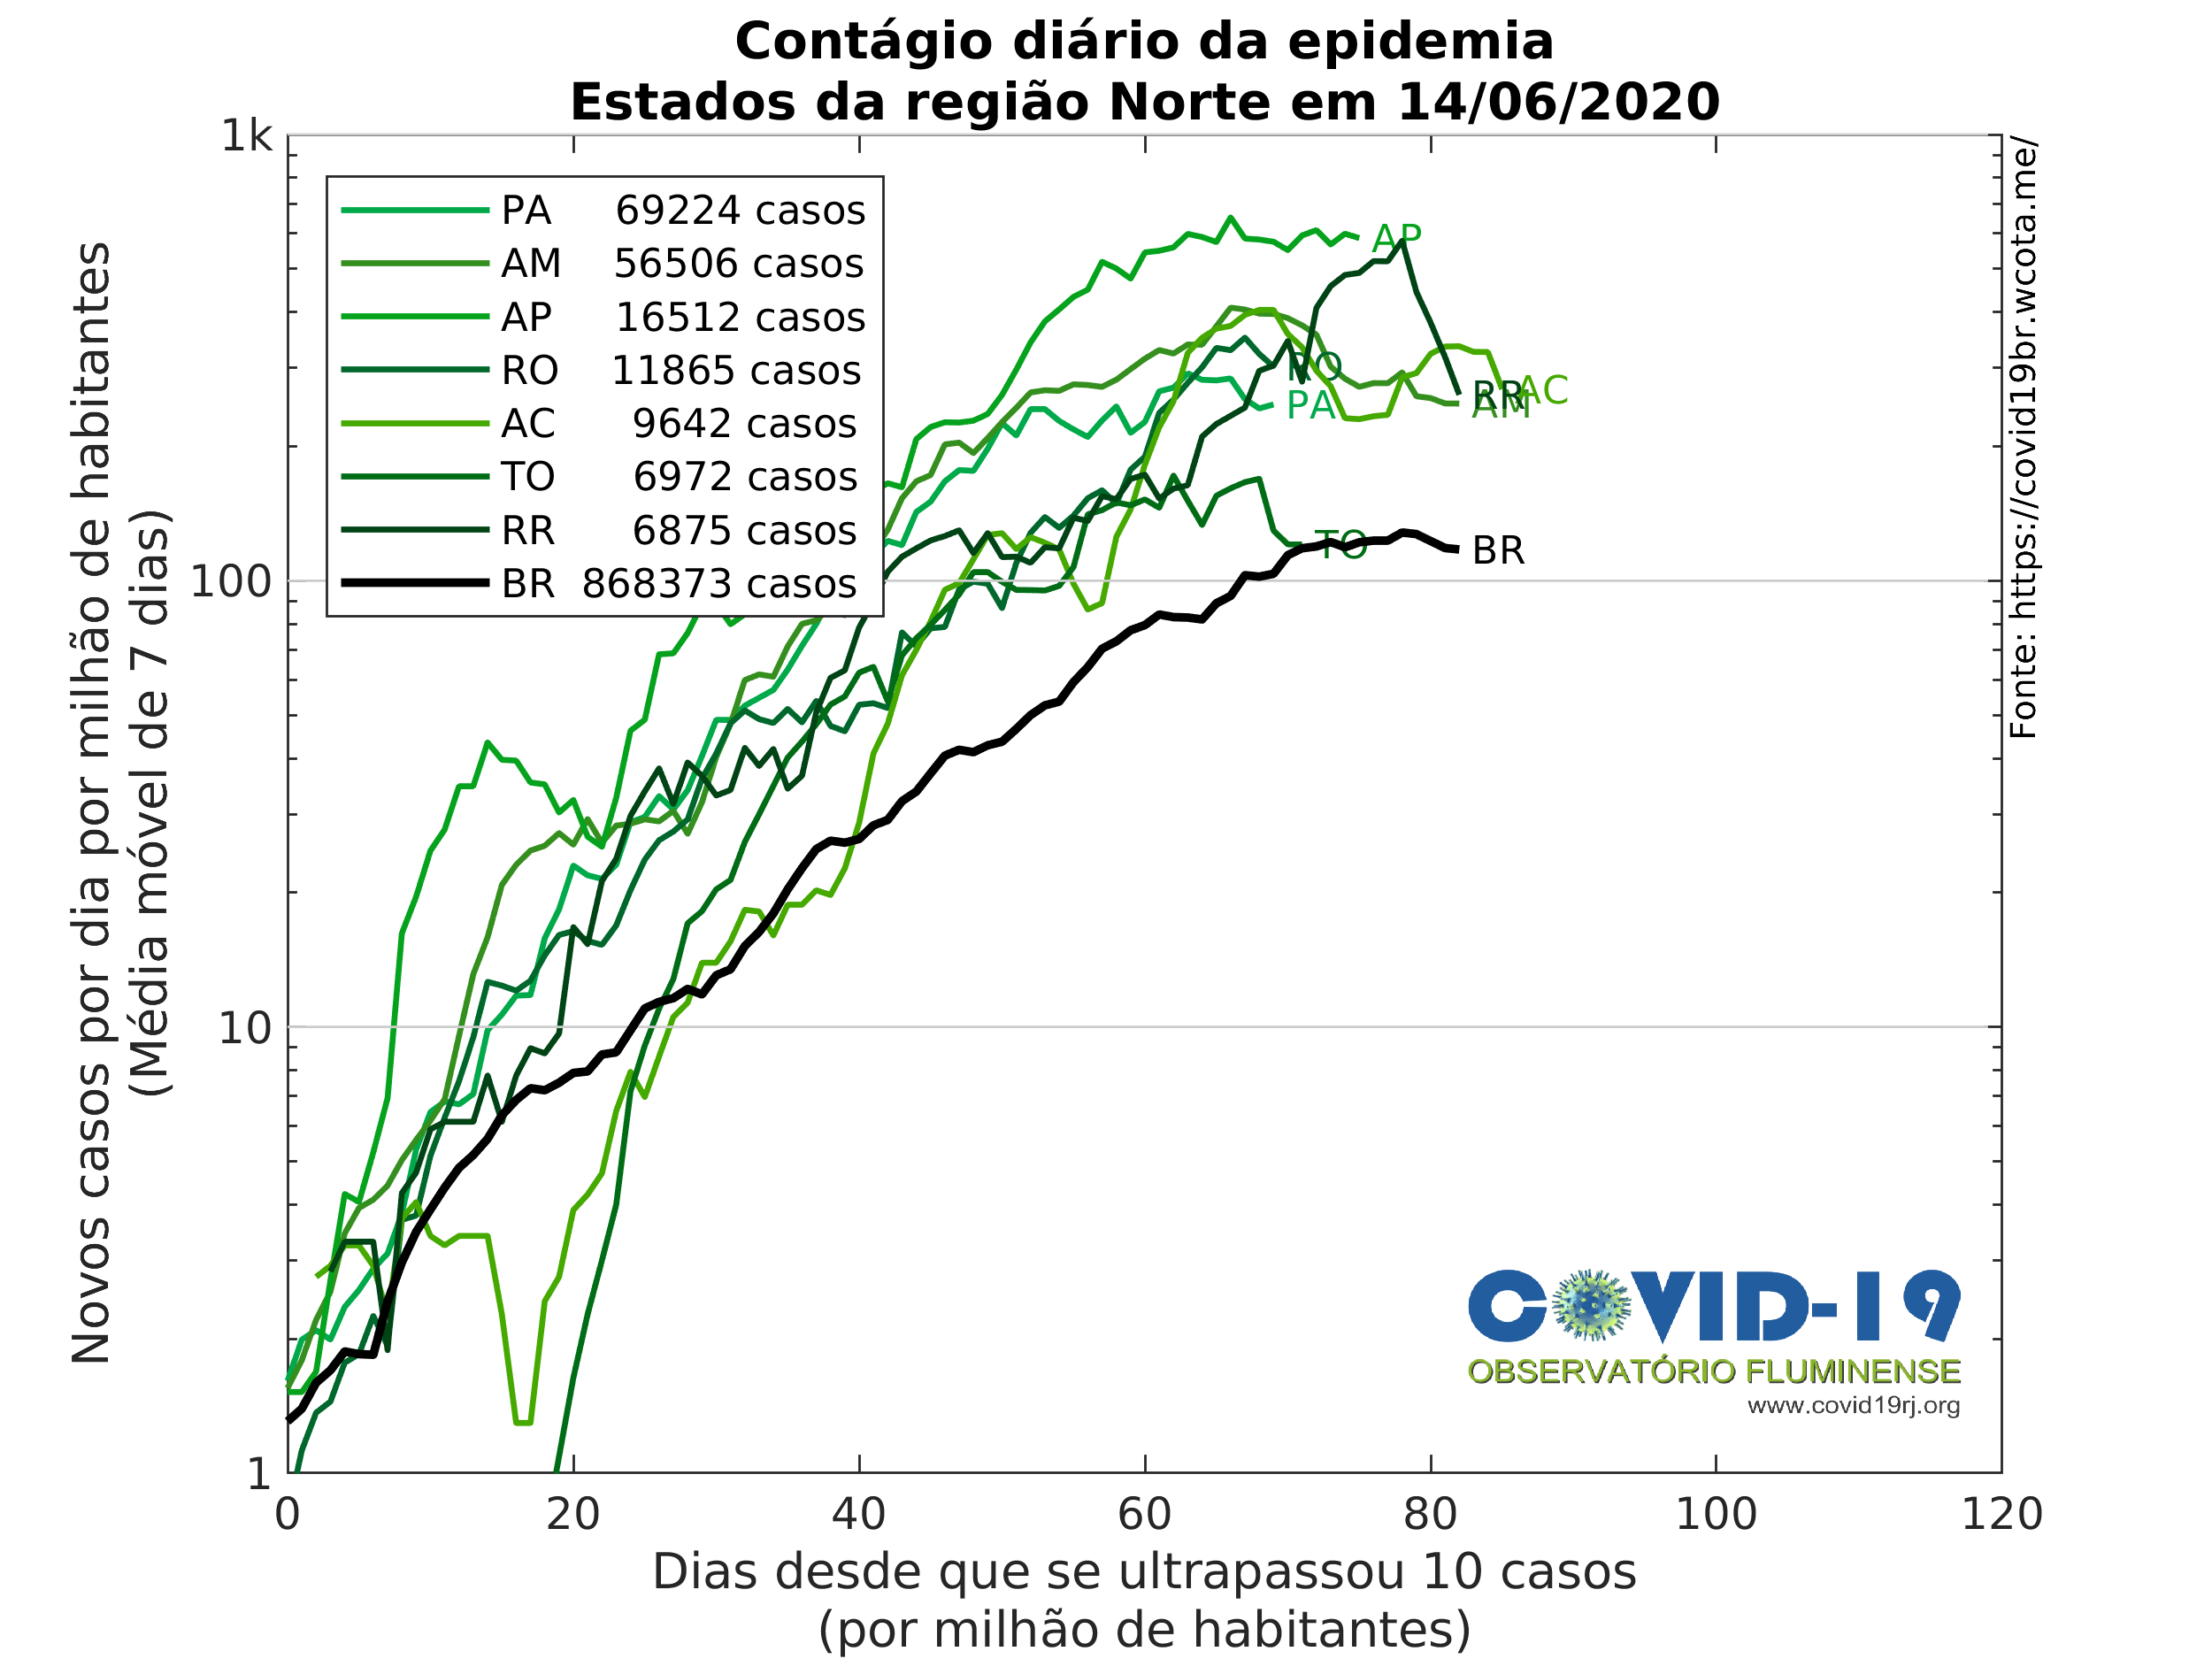 Contágio diário da epidemia
Estados da região Norte em 14/06/2020
1k
100
10
1
Novos casos por dia por milhão de habitantes
(Média móvel de 7 dias)
PA 69224 casos
AM 56506 casos
AP 16512 casos
RO 11865 casos
AC 9642 casos
TO 6972 casos
RR 6875 casos
BR 868373 casos
AP
RO
PA
AC
RR
AM
TO
BR
Fonte: https://covid19br.wcota.me/
COVID-19
OBSERVATÓRIO FLUMINENSE
www.covid19rj.org
0 20 40 60 80 100 120
Dias desde que se ultrapassou 10 casos
(por milhão de habitantes)